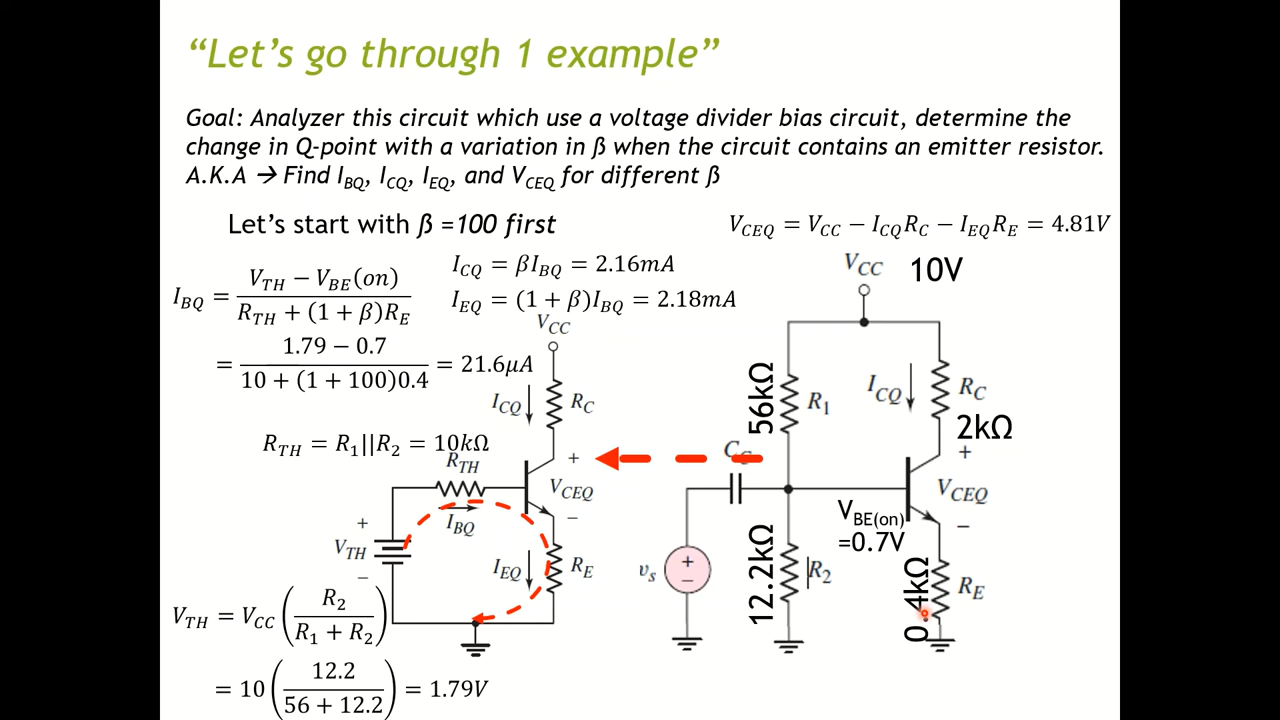 “Let’s go through 1 example”
Goal: Analyzer this circuit which use a voltage divider bias circuit, determine the
change in Q-point with a variation in ß when the circuit contains an emitter resistor.
A.K.A → Find I_BQ, I_CQ, I_EQ, and V_CEQ for different ß
Let’s start with ß =100 first
V_CEQ = V_CC − I_CQ R_C − I_EQ R_E = 4.81V
I_BQ = (V_TH − V_BE(on)) / (R_TH + (1 + β)R_E)
= (1.79 − 0.7) / (10 + (1 + 100)0.4) = 21.6μA
I_CQ = βI_BQ = 2.16mA
I_EQ = (1 + β)I_BQ = 2.18mA
R_TH = R_1||R_2 = 10kΩ
V_CC
I_CQ
R_C
R_TH
+
V_CEQ
−
I_BQ
+
V_TH
−
I_EQ
R_E
V_TH = V_CC (R_2 / (R_1 + R_2))
= 10 (12.2 / (56 + 12.2)) = 1.79V
V_CC
10V
56kΩ
R_1
I_CQ
R_C
2kΩ
C_C
+
V_CEQ
−
V_BE(on)
=0.7V
v_s
+
−
12.2kΩ
R_2
0.4kΩ
R_E